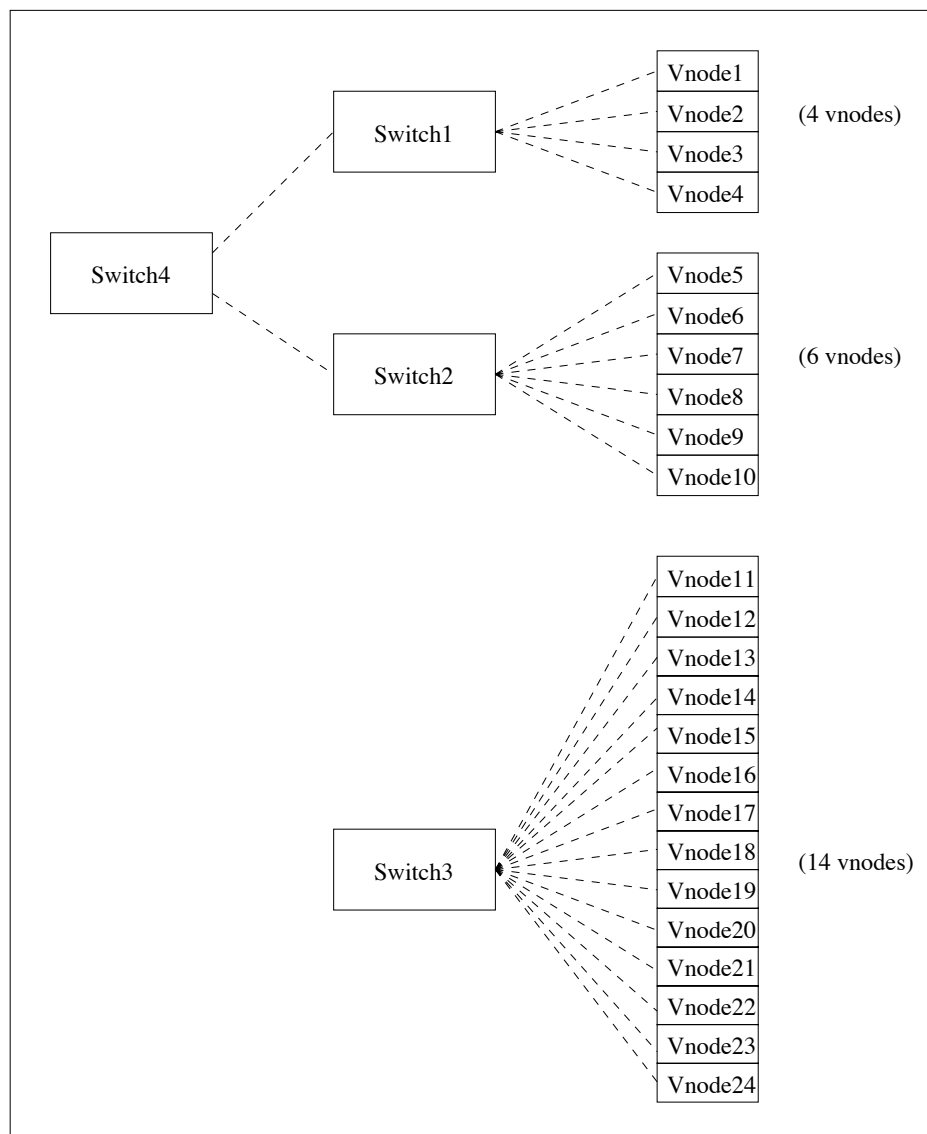 Vnode1
Vnode2
(4 vnodes)
Switch1
Vnode3
Vnode4
Switch4
Vnode5
Vnode6
Vnode7
(6 vnodes)
Switch2
Vnode8
Vnode9
Vnode10
Vnode11
Vnode12
Vnode13
Vnode14
Vnode15
Vnode16
Vnode17
Vnode18
(14 vnodes)
Switch3
Vnode19
Vnode20
Vnode21
Vnode22
Vnode23
Vnode24